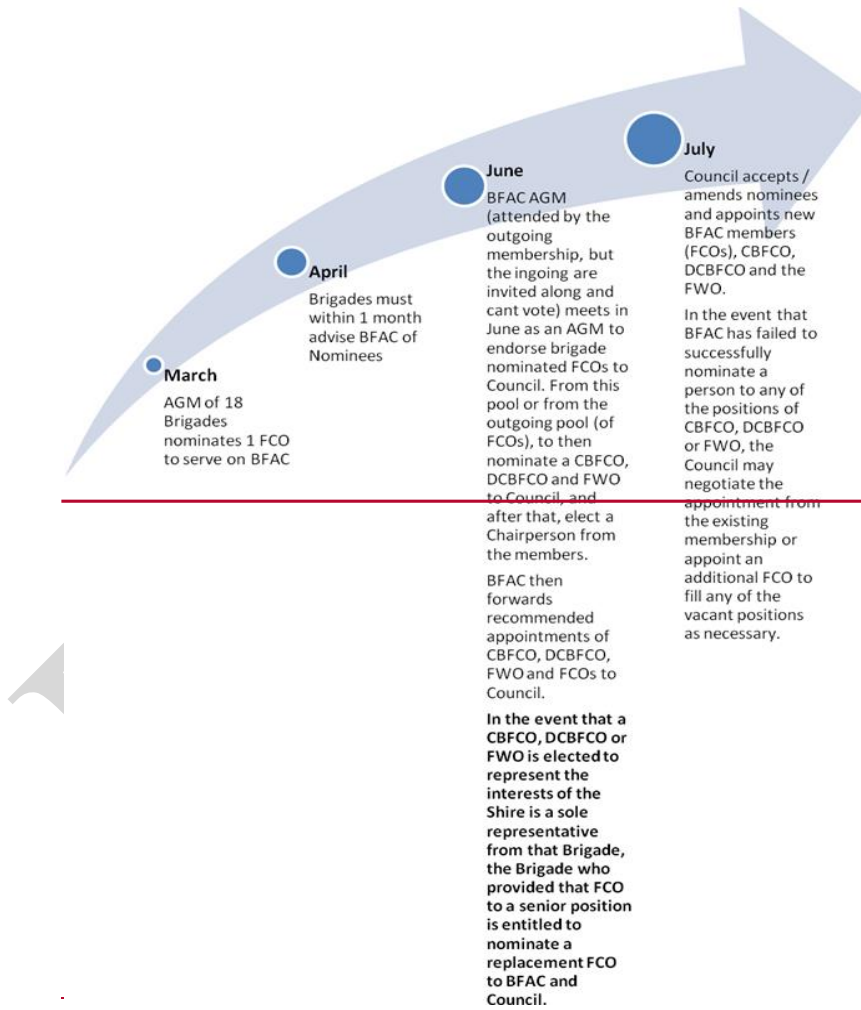 March
AGM of 18
Brigades
nominates 1 FCO
to serve on BFAC
April
Brigades must
within 1 month
advise BFAC of
Nominees
June
BFAC AGM
(attended by the
outgoing
membership, but
the ingoing are
invited along and
cant vote) meets in
June as an AGM to
endorse brigade
nominated FCOs to
Council. From this
pool or from the
outgoing pool (of
FCOs), to then
nominate a CBFCO,
DCBFCO and FWO
to Council, and
after that, elect a
Chairperson from
the members.
BFAC then
forwards
recommended
appointments of
CBFCO, DCBFCO,
FWO and FCOs to
Council.
In the event that a
CBFCO, DCBFCO or
FWO is elected to
represent the
interests of the
Shire is a sole
representative
from that Brigade,
the Brigade who
provided that FCO
to a senior position
is entitled to
nominate a
replacement FCO
to BFAC and
Council.
July
Council accepts /
amends nominees
and appoints new
BFAC members
(FCOs), CBFCO,
DCBFCO and the
FWO.
In the event that
BFAC has failed to
successfully
nominate a
person to any of
the positions of
CBFCO, DCBFCO
or FWO, the
Council may
negotiate the
appointment from
the existing
membership or
appoint an
additional FCO to
fill any of the
vacant positions
as necessary.